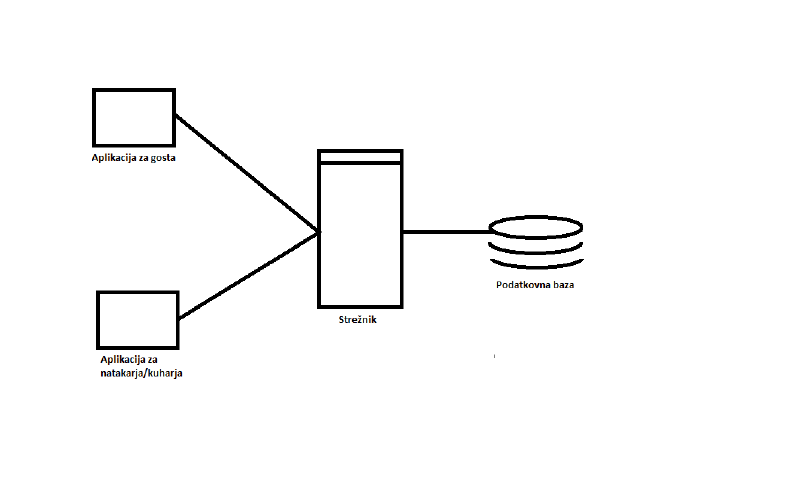 Aplikacija za gosta
Strežnik
Podatkovna baza
Aplikacija za
natakarja/kuharja